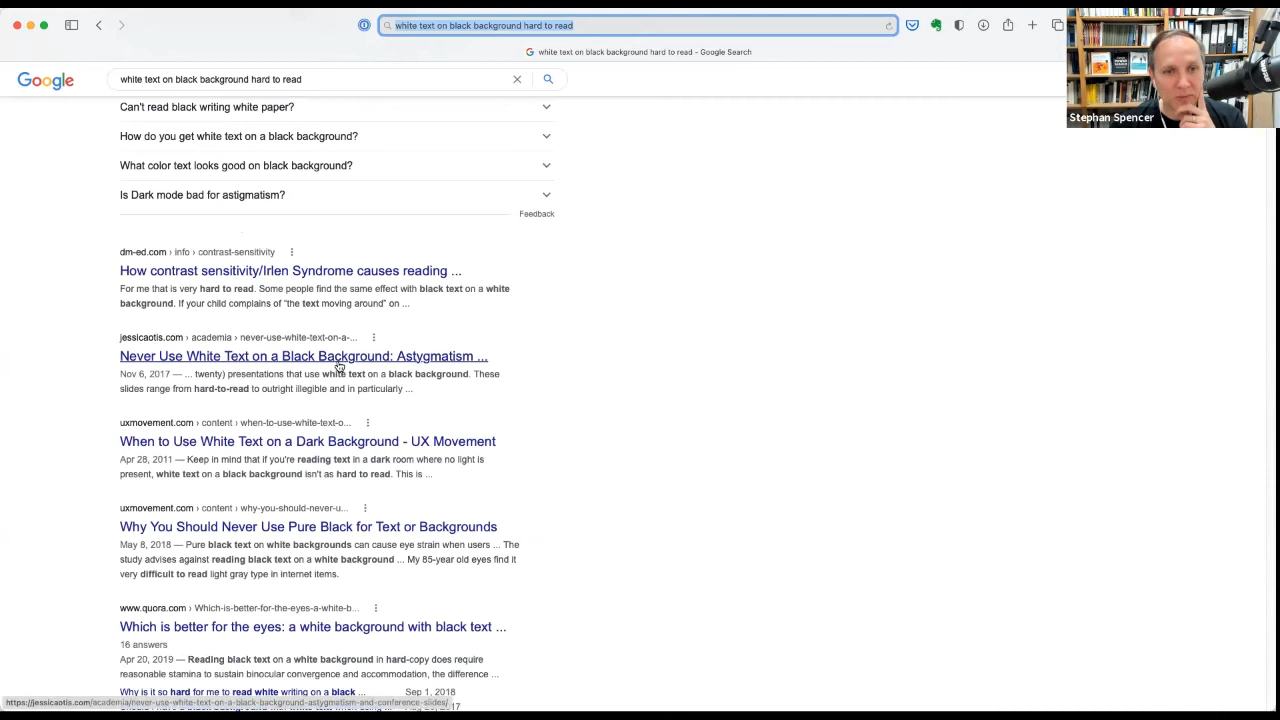 white text on black background hard to read
white text on black background hard to read - Google Search
Google
white text on black background hard to read
Stephan Spencer
Can't read black writing white paper?
How do you get white text on a black background?
What color text looks good on black background?
Is Dark mode bad for astigmatism?
Feedback
dm-ed.com › info › contrast-sensitivity
How contrast sensitivity/Irlen Syndrome causes reading ...
For me that is very hard to read. Some people find the same effect with black text on a white
background. If your child complains of “the text moving around” on ...
jessicaotis.com › academia › never-use-white-text-on-a-...
Never Use White Text on a Black Background: Astygmatism ...
Nov 6, 2017 — ... twenty) presentations that use white text on a black background. These
slides range from hard-to-read to outright illegible and in particularly ...
uxmovement.com › content › when-to-use-white-text-o...
When to Use White Text on a Dark Background - UX Movement
Apr 28, 2011 — Keep in mind that if you're reading text in a dark room where no light is
present, white text on a black background isn't as hard to read. This is ...
uxmovement.com › content › why-you-should-never-u...
Why You Should Never Use Pure Black for Text or Backgrounds
May 8, 2018 — Pure black text on white backgrounds can cause eye strain when users ... The
study advises against reading black text on a white background ... My 85-year old eyes find it
very difficult to read light gray type in internet items.
www.quora.com › Which-is-better-for-the-eyes-a-white-b...
Which is better for the eyes: a white background with black text ...
16 answers
Apr 20, 2019 — Reading black text on a white background in hard-copy does require
reasonable stamina to sustain binocular convergence and accommodation, the difference ...
Why is it so hard for me to read white writing on a black ... Sep 1, 2018
https://jessicaotis.com/academia/never-use-white-text-on-a-black-background-astygmatism-and-conference-slides/